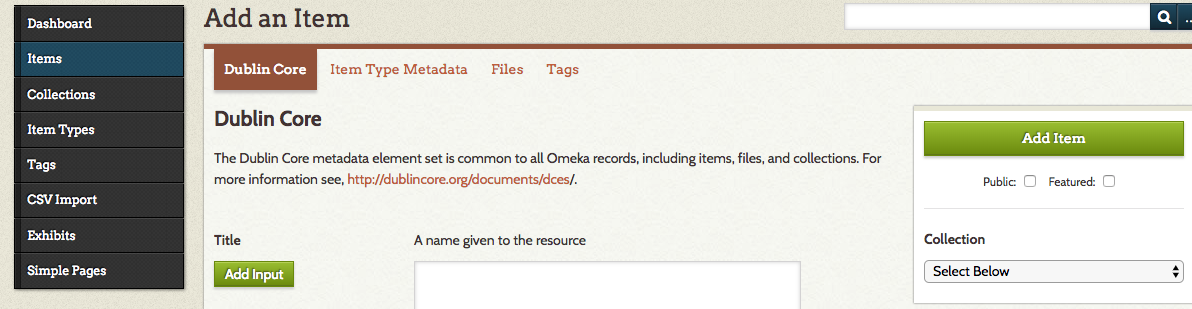 Dashboard
Items
Collections
Item Types
Tags
CSV Import
Exhibits
Simple Pages
Add an Item
...
Dublin Core
Item Type Metadata
Files
Tags
Dublin Core
The Dublin Core metadata element set is common to all Omeka records, including items, files, and collections. For
more information see, http://dublincore.org/documents/dces/.
Title
A name given to the resource
Add Input
Add Item
Public:
Featured:
Collection
Select Below